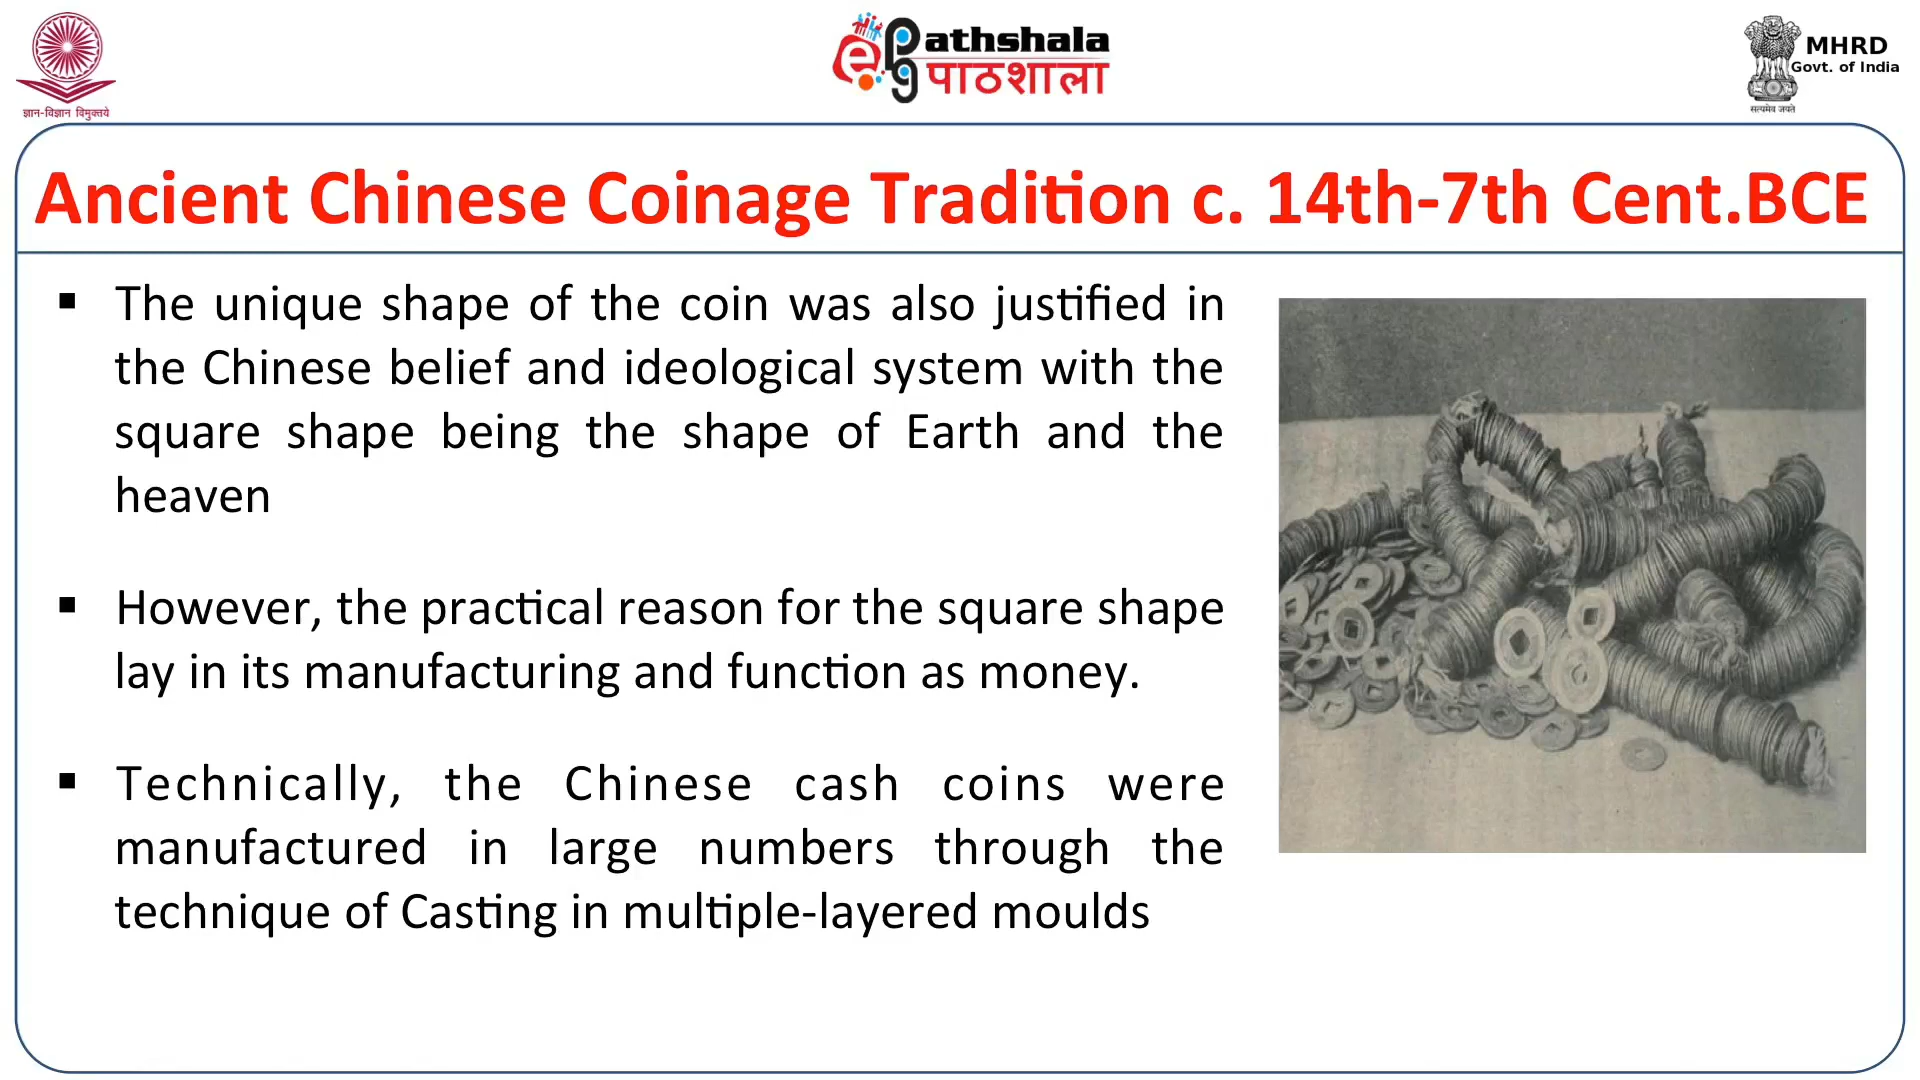 ज्ञान-विज्ञान विमुक्तये
ePathshala
पाठशाला
MHRD
Govt. of India
सत्यमेव जयते
Ancient Chinese Coinage Tradition c. 14th-7th Cent.BCE
▪ The unique shape of the coin was also justified in
the Chinese belief and ideological system with the
square shape being the shape of Earth and the
heaven
▪ However, the practical reason for the square shape
lay in its manufacturing and function as money.
▪ Technically, the Chinese cash coins were
manufactured in large numbers through the
technique of Casting in multiple-layered moulds